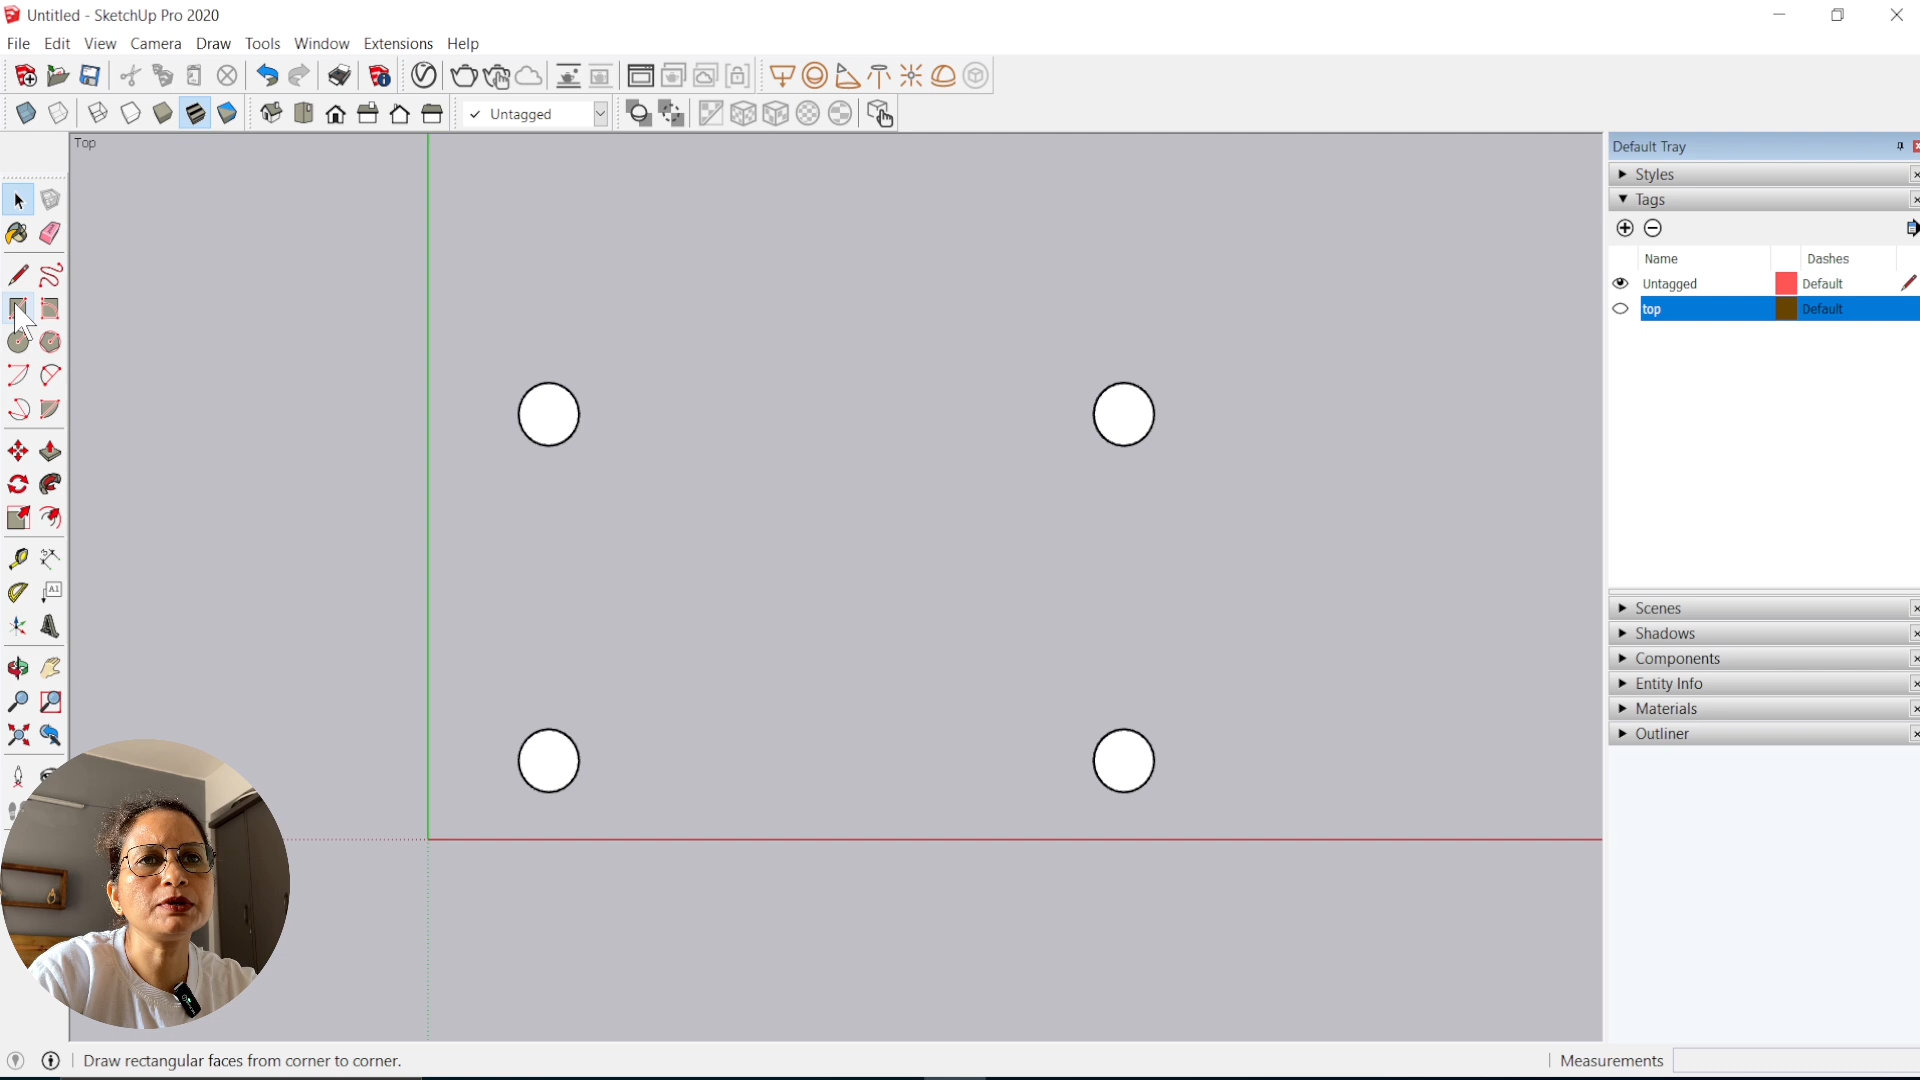 Untitled - SketchUp Pro 2020
File Edit View Camera Draw Tools Window Extensions Help
✓ Untagged
Top
Default Tray
Styles
Tags
Name Dashes
Untagged Default
top Default
A1
Scenes
Shadows
Components
Entity Info
Materials
Outliner
Draw rectangular faces from corner to corner.
Measurements